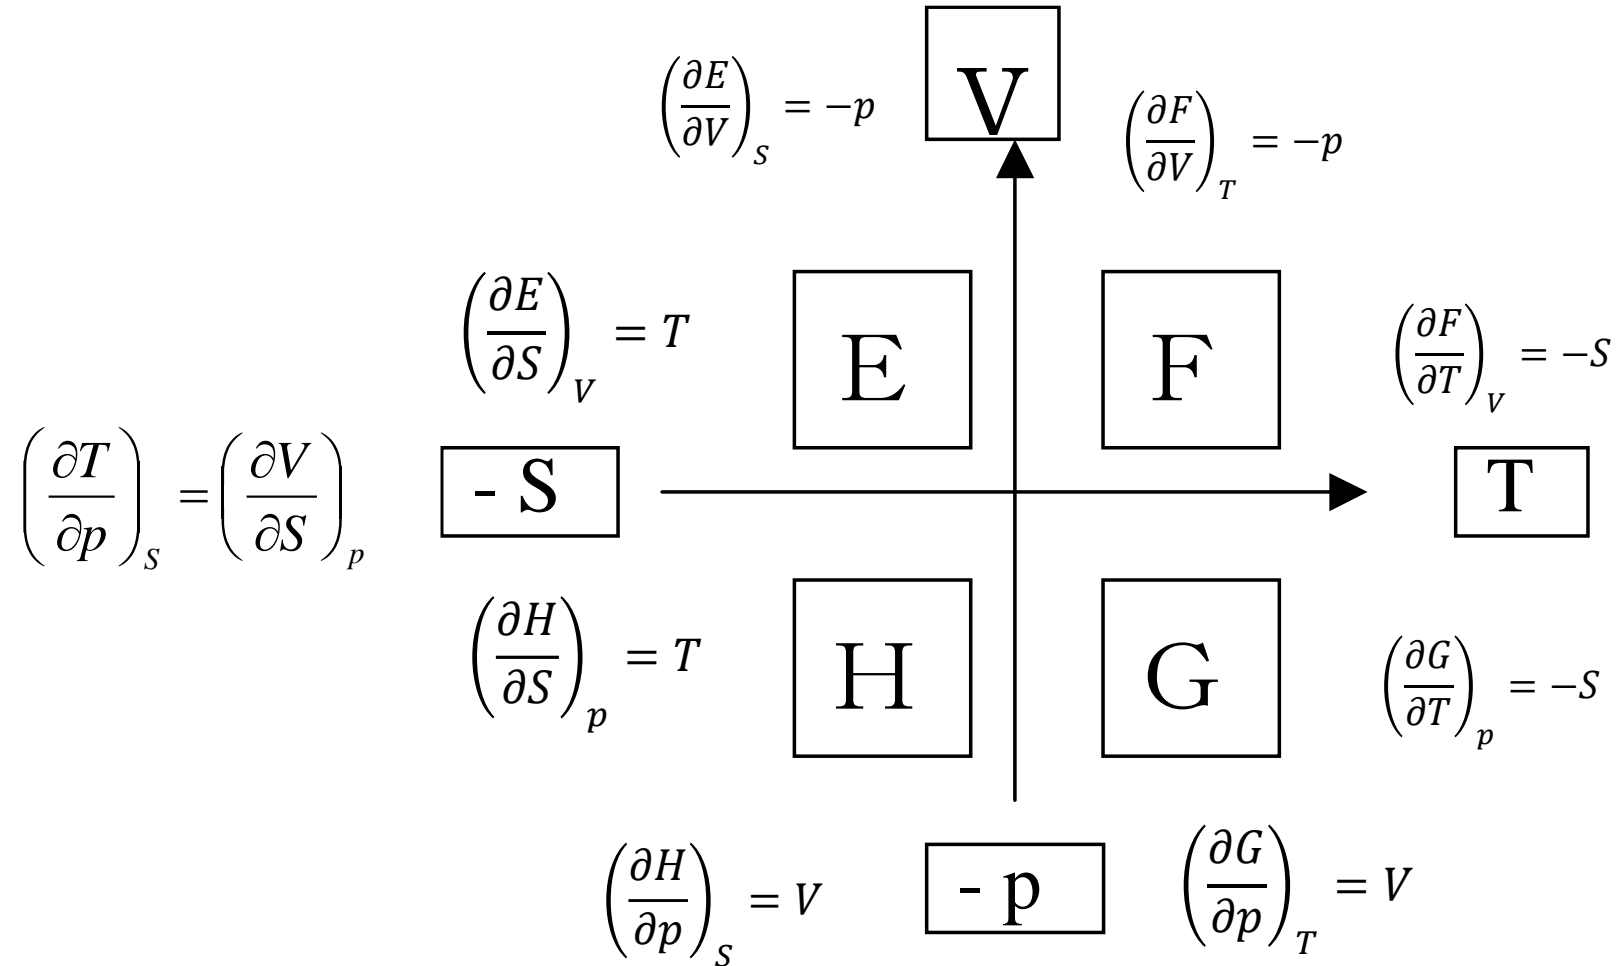 V
(∂E/∂V)_S = −p
(∂F/∂V)_T = −p
(∂E/∂S)_V = T
E
F
(∂F/∂T)_V = −S
(∂T/∂p)_S = (∂V/∂S)_p
- S
T
(∂H/∂S)_p = T
H
G
(∂G/∂T)_p = −S
(∂H/∂p)_S = V
- p
(∂G/∂p)_T = V